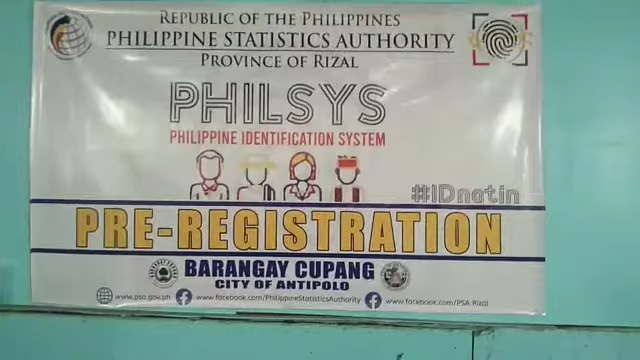 REPUBLIC OF THE PHILIPPINES
PHILIPPINE STATISTICS AUTHORITY
PROVINCE OF RIZAL
PHILSYS
PHILIPPINE IDENTIFICATION SYSTEM
#IDnatin
PRE-REGISTRATION
BARANGAY CUPANG
CITY OF ANTIPOLO
www.psa.gov.ph www.facebook.com/PhilippineStatisticsAuthority www.facebook.com/PSA.Rizal